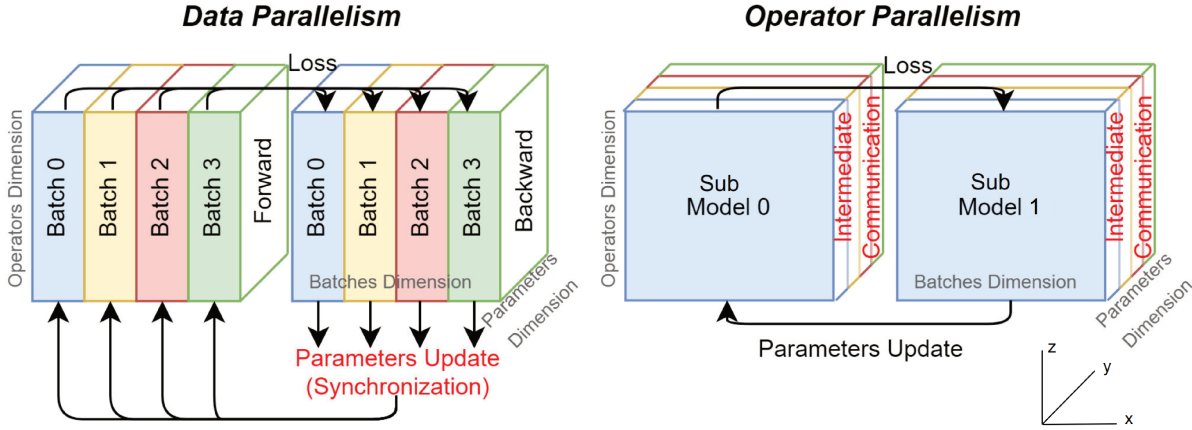 Data Parallelism
Operator Parallelism
Loss
Operators Dimension
Batch 0
Batch 1
Batch 2
Batch 3
Forward
Batch 0
Batch 1
Batch 2
Batch 3
Backward
Batches Dimension
Parameters
Dimension
Parameters Update
(Synchronization)
Loss
Operators Dimension
Sub
Model 0
Intermediate
Communication
Sub
Model 1
Intermediate
Communication
Batches Dimension
Parameters
Dimension
Parameters Update
z
y
x